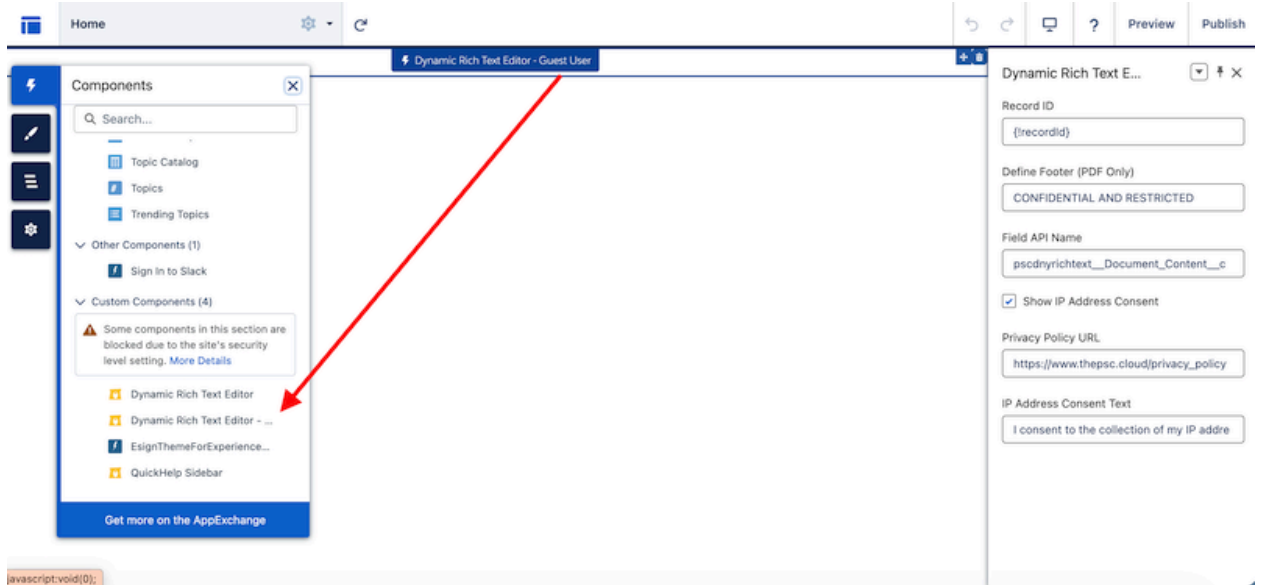 Home
?
Preview
Publish
Dynamic Rich Text Editor - Guest User
Components
Search...
Topic Catalog
Topics
Trending Topics
Other Components (1)
Sign In to Slack
Custom Components (4)
Some components in this section are
blocked due to the site's security
level setting. More Details
Dynamic Rich Text Editor
Dynamic Rich Text Editor - ...
EsignThemeForExperience...
QuickHelp Sidebar
Get more on the AppExchange
avascript:void(0);
Dynamic Rich Text E...
Record ID
{!recordId}
Define Footer (PDF Only)
CONFIDENTIAL AND RESTRICTED
Field API Name
pscdnyrichtext__Document_Content__c
Show IP Address Consent
Privacy Policy URL
https://www.thepsc.cloud/privacy_policy
IP Address Consent Text
I consent to the collection of my IP addre